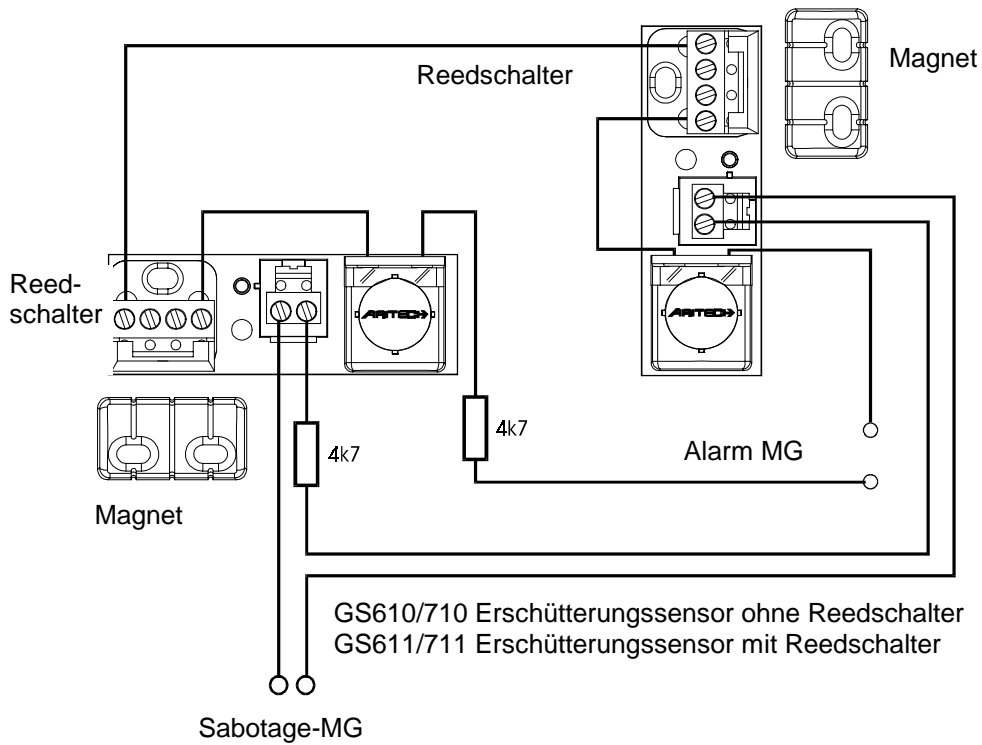 Reedschalter
Magnet
ARITECH
Reed-
schalter
ARITECH
4k7
4k7
Alarm MG
Magnet
GS610/710 Erschütterungssensor ohne Reedschalter
GS611/711 Erschütterungssensor mit Reedschalter
Sabotage-MG